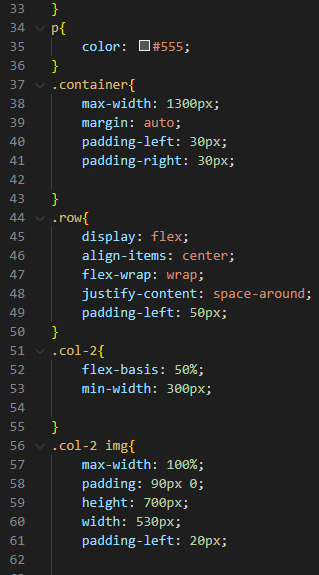 33 }
34 p{
35     color: #555;
36 }
37 .container{
38     max-width: 1300px;
39     margin: auto;
40     padding-left: 30px;
41     padding-right: 30px;
42
43 }
44 .row{
45     display: flex;
46     align-items: center;
47     flex-wrap: wrap;
48     justify-content: space-around;
49     padding-left: 50px;
50 }
51 .col-2{
52     flex-basis: 50%;
53     min-width: 300px;
54
55 }
56 .col-2 img{
57     max-width: 100%;
58     padding: 90px 0;
59     height: 700px;
60     width: 530px;
61     padding-left: 20px;
62